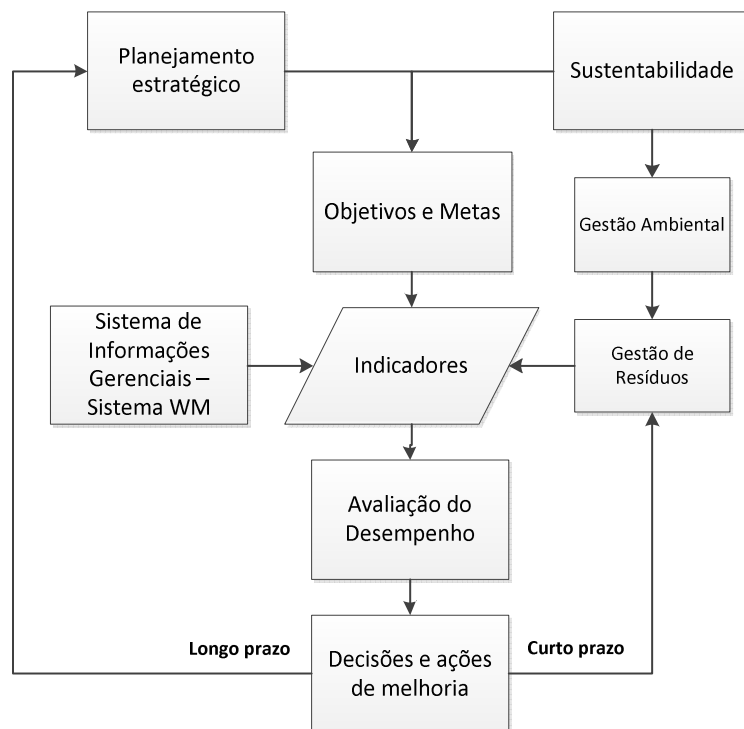 Planejamento
estratégico
Sustentabilidade
Objetivos e Metas
Gestão Ambiental
Sistema de
Informações
Gerenciais –
Sistema WM
Indicadores
Gestão de
Resíduos
Avaliação do
Desempenho
Longo prazo
Decisões e ações
de melhoria
Curto prazo